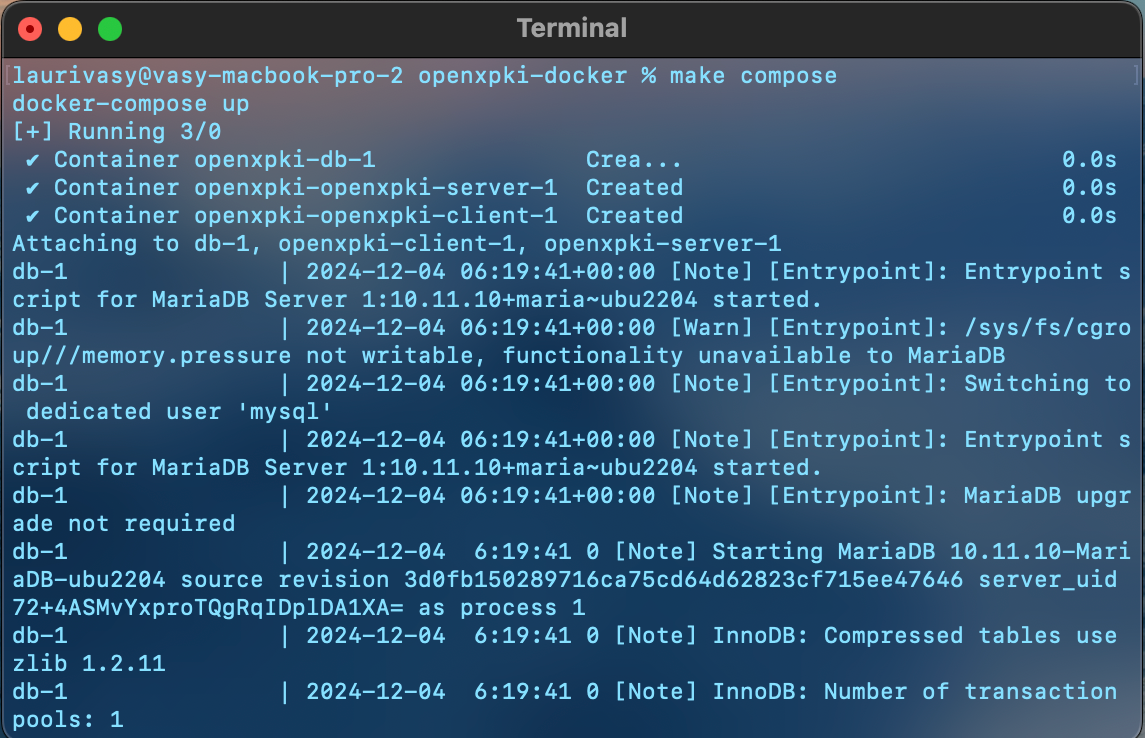 Terminal
laurivasy@vasy-macbook-pro-2 openxpki-docker % make compose
docker-compose up
[+] Running 3/0
✔ Container openxpki-db-1 Crea... 0.0s
✔ Container openxpki-openxpki-server-1 Created 0.0s
✔ Container openxpki-openxpki-client-1 Created 0.0s
Attaching to db-1, openxpki-client-1, openxpki-server-1
db-1 | 2024-12-04 06:19:41+00:00 [Note] [Entrypoint]: Entrypoint s
cript for MariaDB Server 1:10.11.10+maria~ubu2204 started.
db-1 | 2024-12-04 06:19:41+00:00 [Warn] [Entrypoint]: /sys/fs/cgro
up///memory.pressure not writable, functionality unavailable to MariaDB
db-1 | 2024-12-04 06:19:41+00:00 [Note] [Entrypoint]: Switching to
dedicated user 'mysql'
db-1 | 2024-12-04 06:19:41+00:00 [Note] [Entrypoint]: Entrypoint s
cript for MariaDB Server 1:10.11.10+maria~ubu2204 started.
db-1 | 2024-12-04 06:19:41+00:00 [Note] [Entrypoint]: MariaDB upgr
ade not required
db-1 | 2024-12-04  6:19:41 0 [Note] Starting MariaDB 10.11.10-Mari
aDB-ubu2204 source revision 3d0fb150289716ca75cd64d62823cf715ee47646 server_uid
72+4ASMvYxproTQgRqIDplDA1XA= as process 1
db-1 | 2024-12-04  6:19:41 0 [Note] InnoDB: Compressed tables use
zlib 1.2.11
db-1 | 2024-12-04  6:19:41 0 [Note] InnoDB: Number of transaction
pools: 1